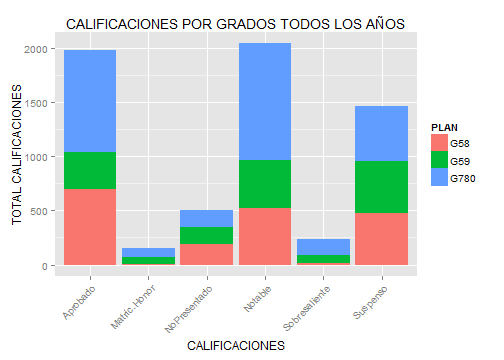 CALIFICACIONES POR GRADOS TODOS LOS AÑOS
TOTAL CALIFICACIONES
2000
1500
1000
500
0
Aprobado
Matric.Honor
NoPresentado
Notable
Sobresaliente
Suspenso
CALIFICACIONES
PLAN
G58
G59
G780